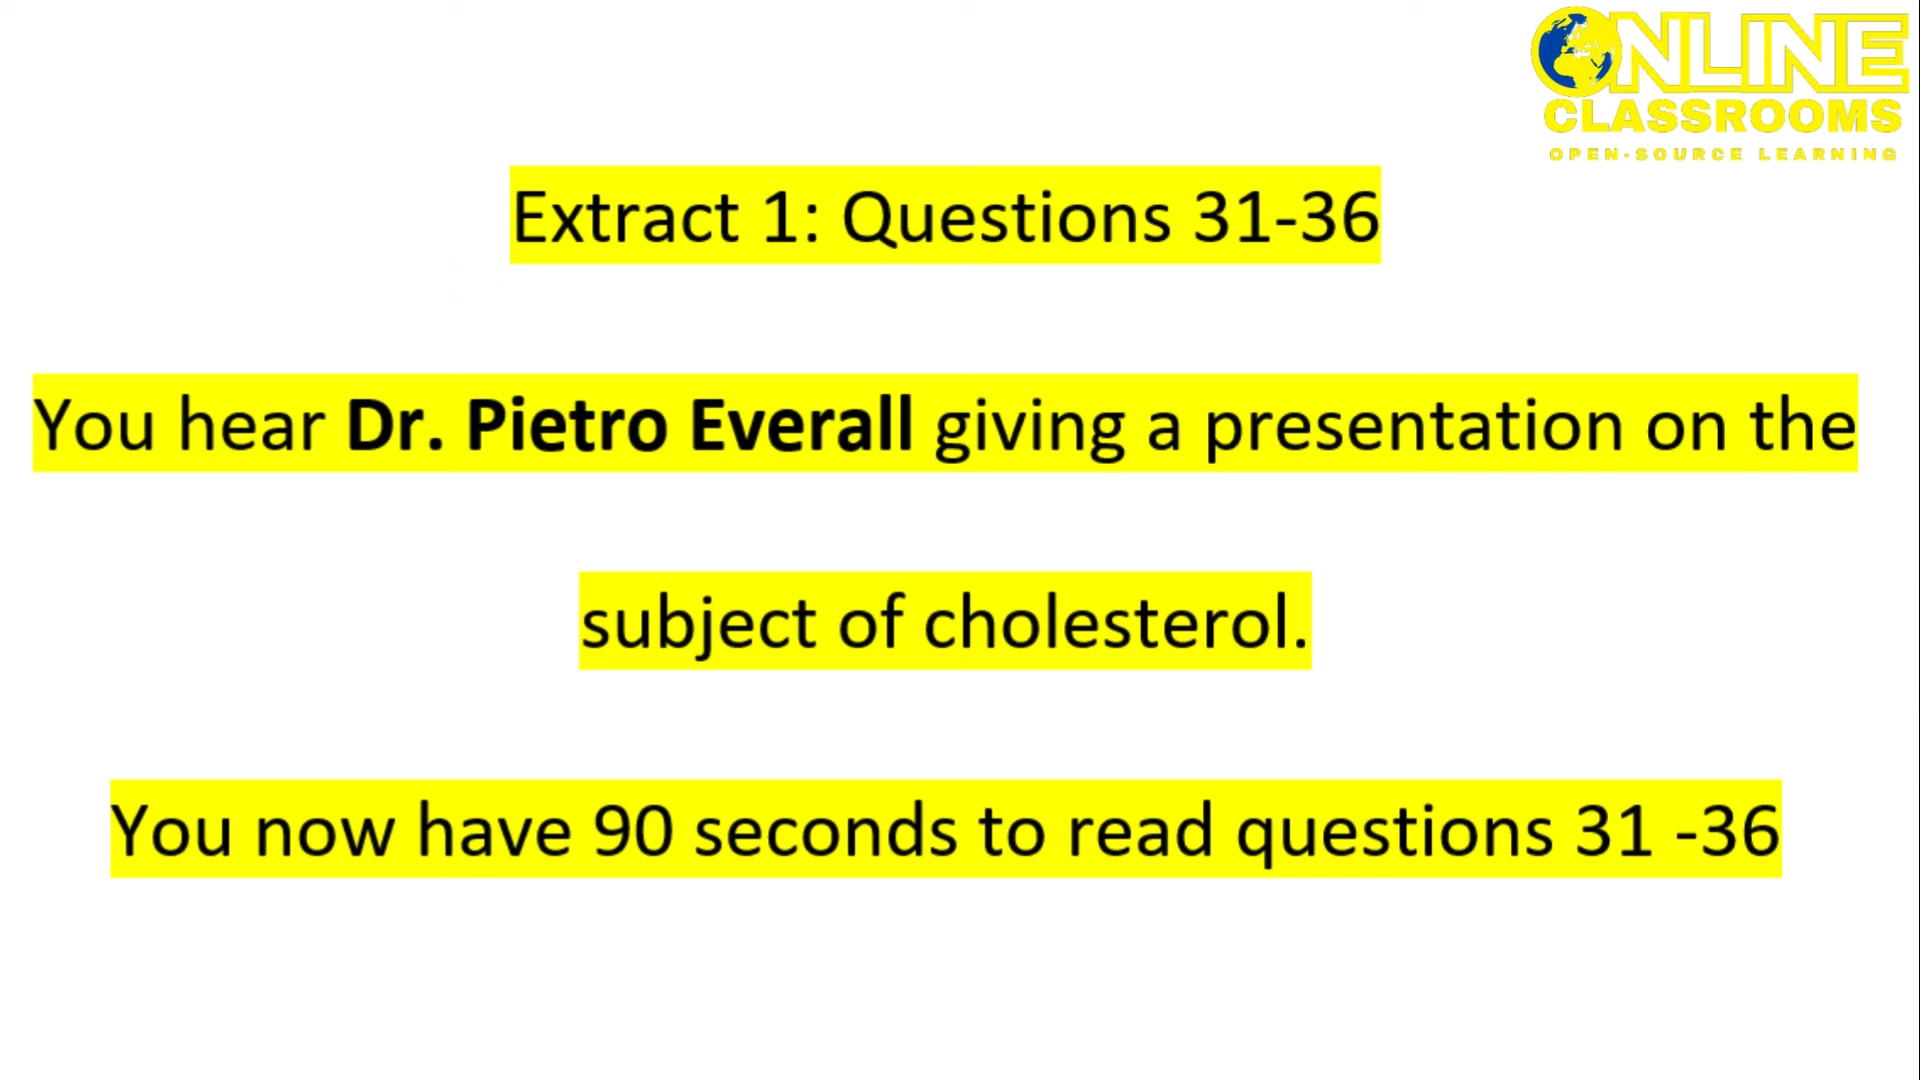 ONLINE
CLASSROOMS
OPEN-SOURCE LEARNING
Extract 1: Questions 31-36
You hear Dr. Pietro Everall giving a presentation on the
subject of cholesterol.
You now have 90 seconds to read questions 31 -36